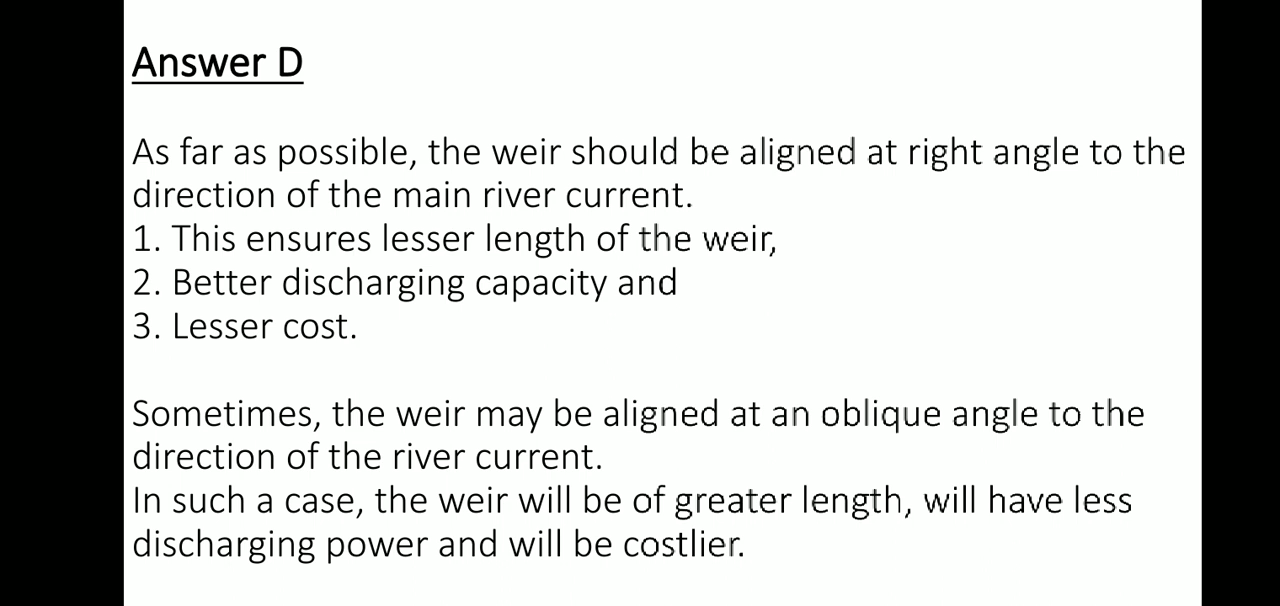 Answer D
As far as possible, the weir should be aligned at right angle to the
direction of the main river current.
1. This ensures lesser length of the weir,
2. Better discharging capacity and
3. Lesser cost.
Sometimes, the weir may be aligned at an oblique angle to the
direction of the river current.
In such a case, the weir will be of greater length, will have less
discharging power and will be costlier.